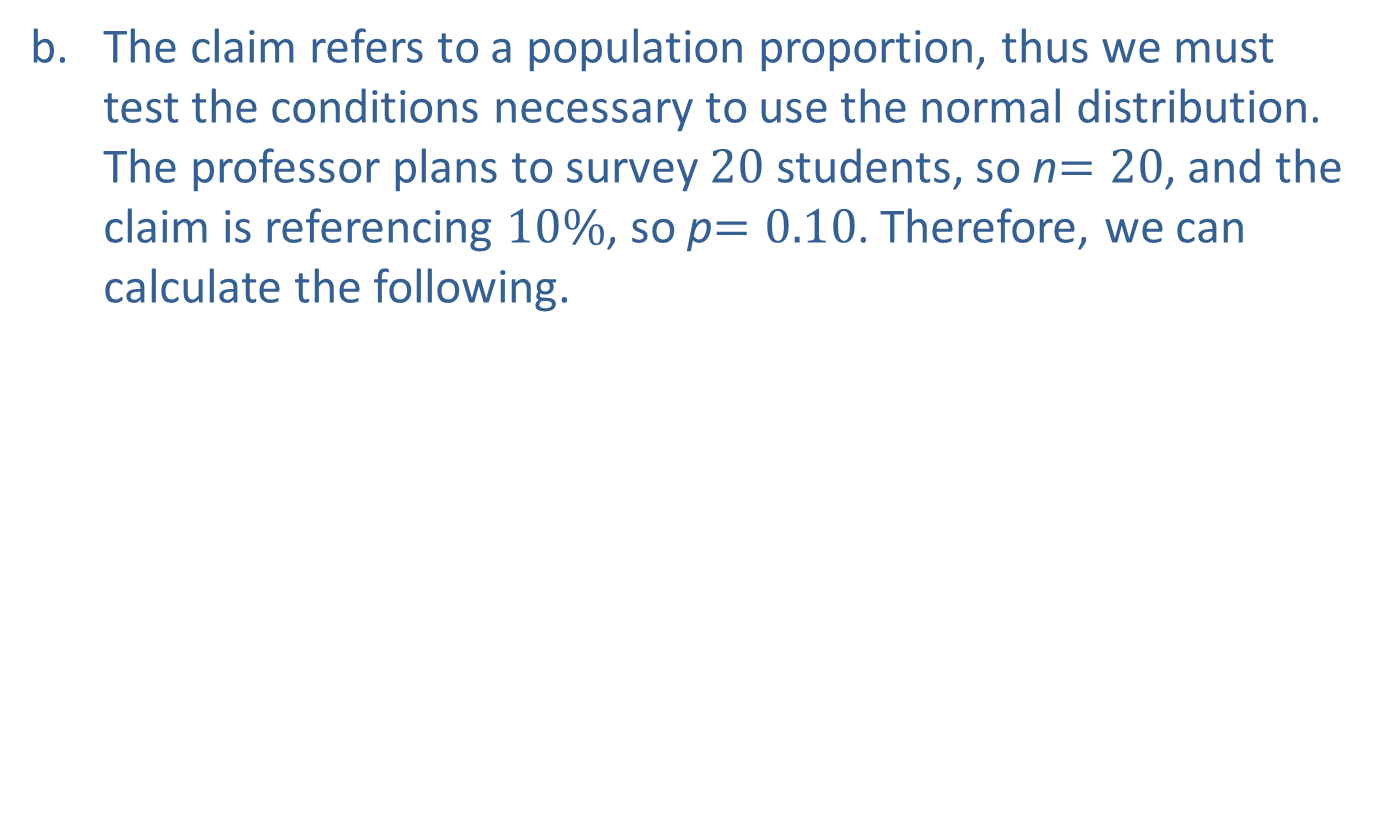 b. The claim refers to a population proportion, thus we must
test the conditions necessary to use the normal distribution.
The professor plans to survey 20 students, so n= 20, and the
claim is referencing 10%, so p= 0.10. Therefore, we can
calculate the following.